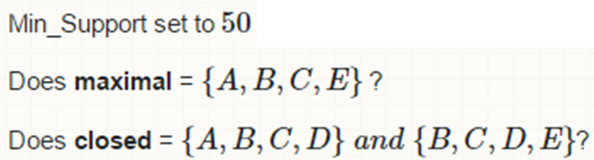 Min_Support set to 50
Does maximal = {A, B, C, E} ?
Does closed = {A, B, C, D} and {B, C, D, E}?